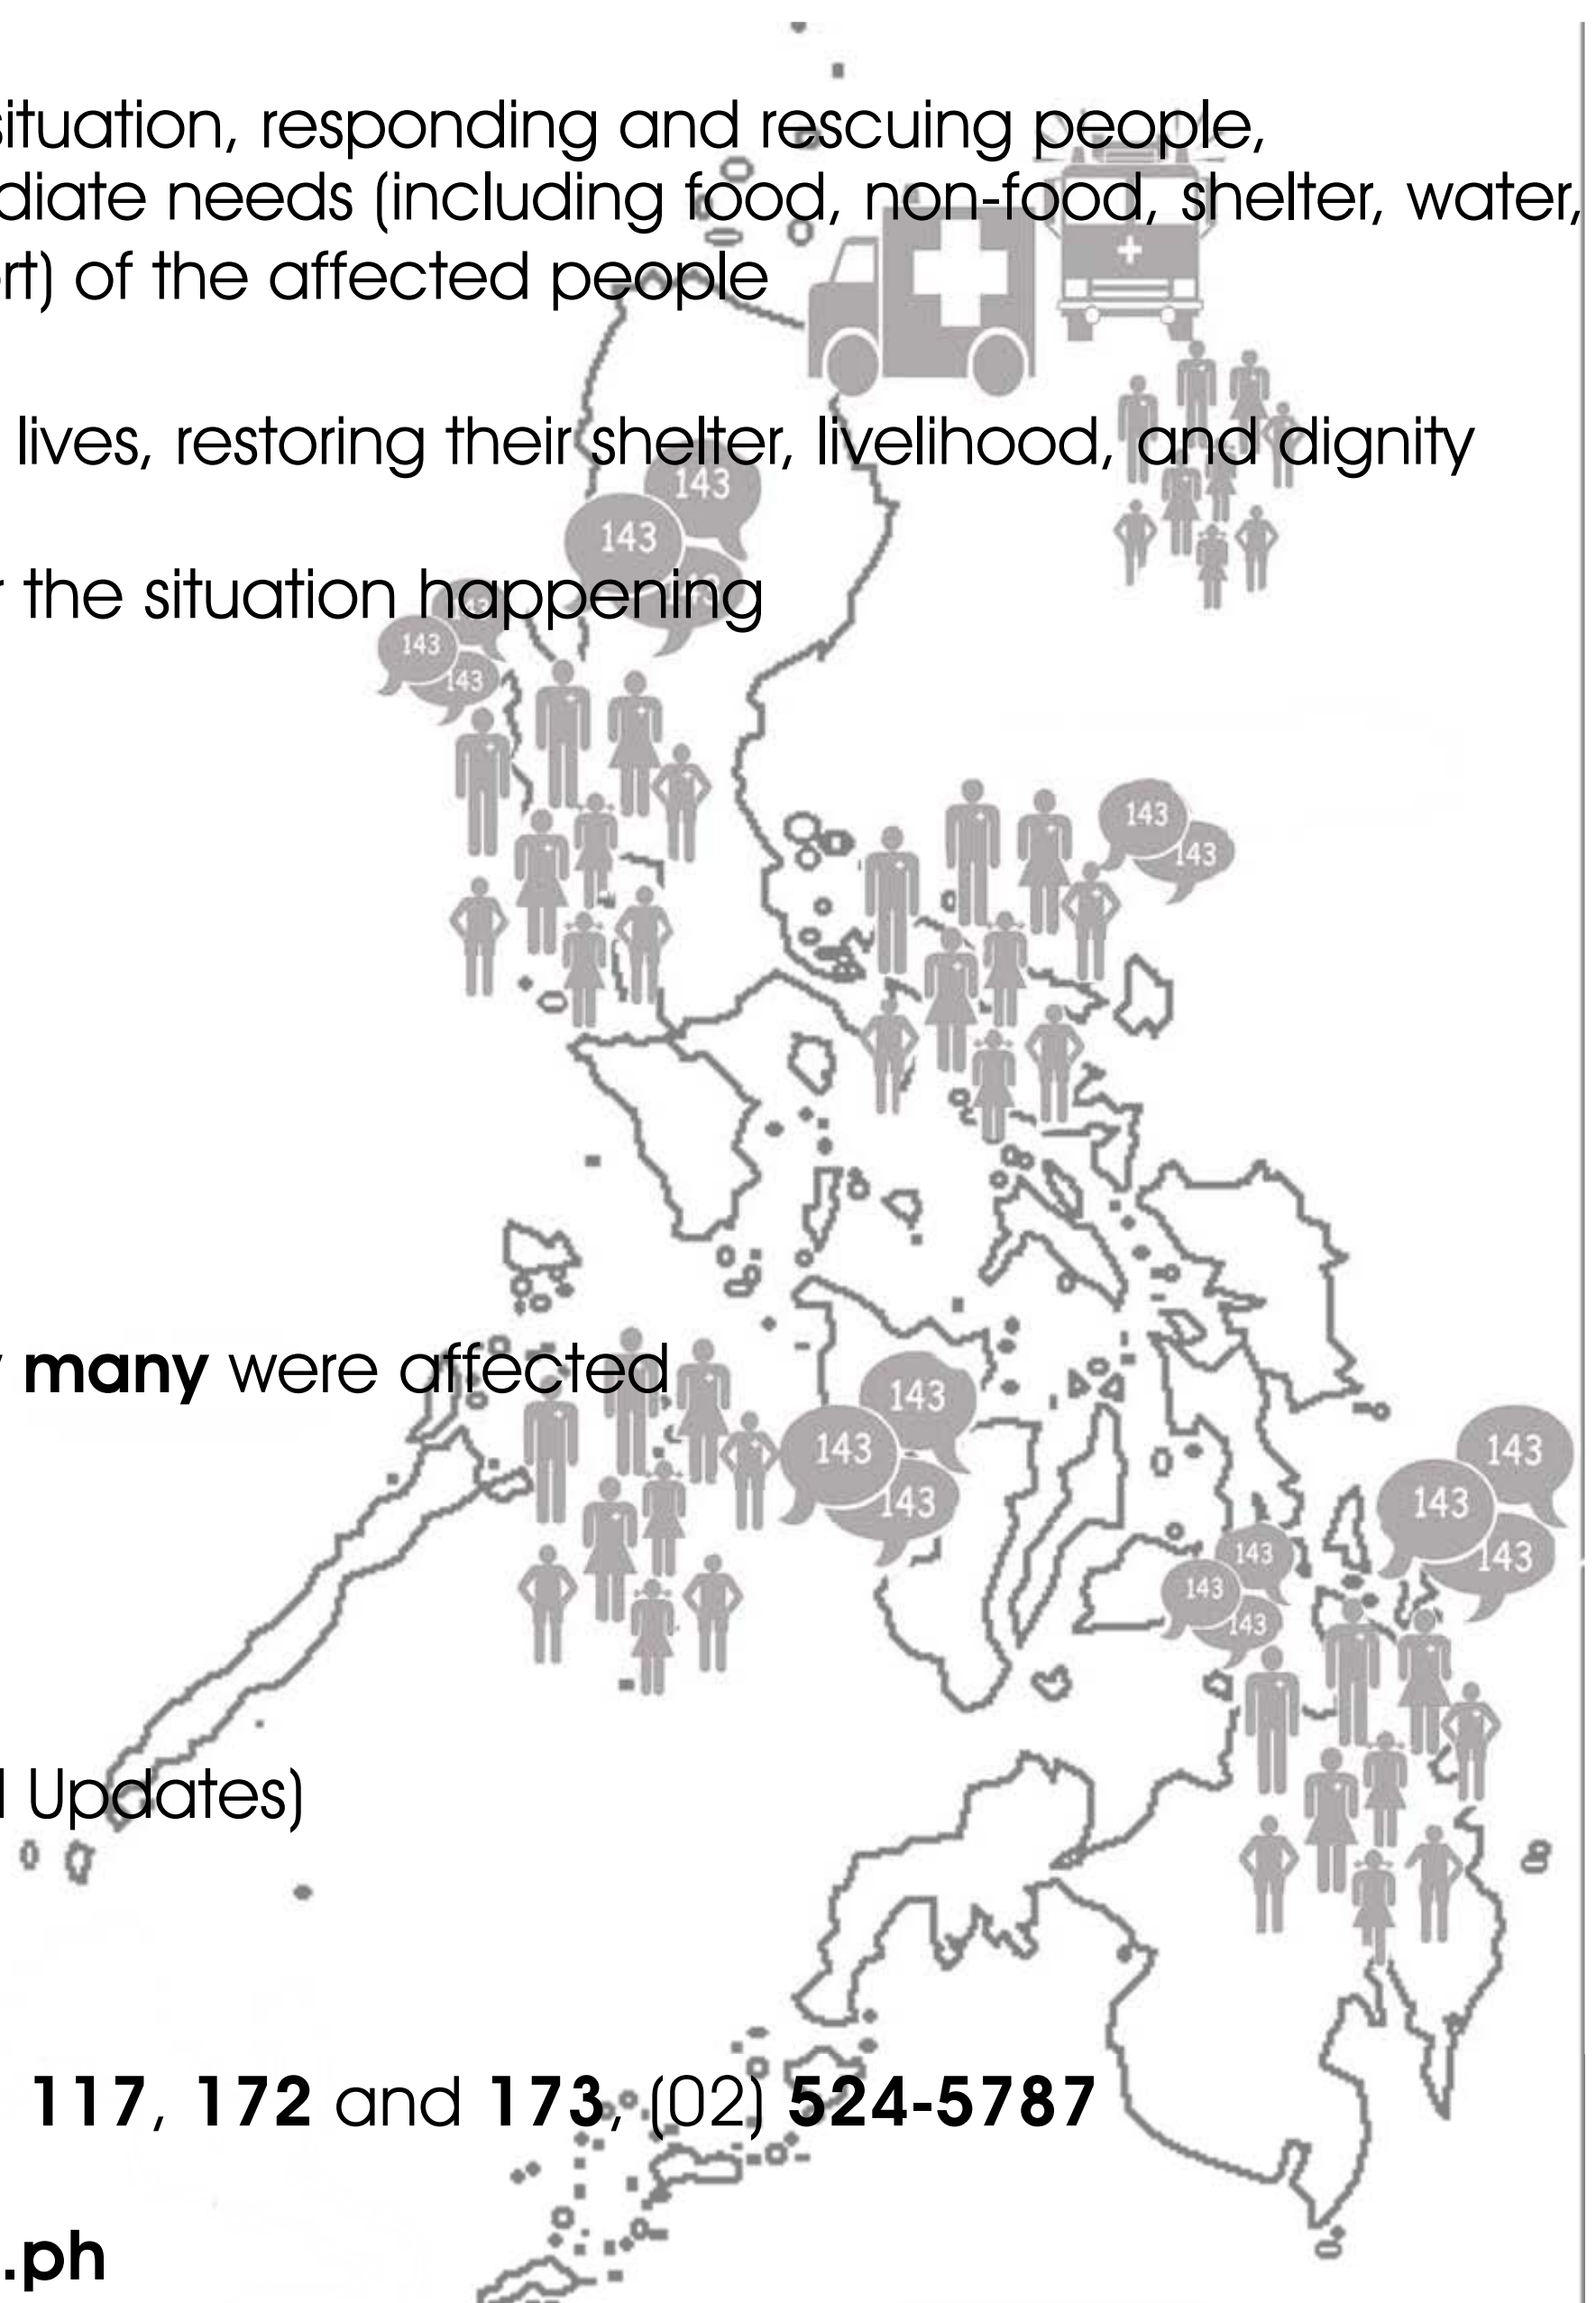 situation, responding and rescuing people,
diate needs (including food, non-food, shelter, water,
rt) of the affected people
lives, restoring their shelter, livelihood, and dignity
143
143
r the situation happening
143
143
143
143
143
143
y many were affected
143
143
143
143
143
143
143
143
143
Updates)
117, 172 and 173, (02) 524-5787
.ph